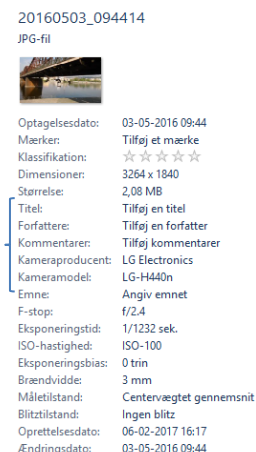 20160503_094414
JPG-fil
Optagelsesdato: 03-05-2016 09:44
Mærker: Tilføj et mærke
Klassifikation:
Dimensioner: 3264 x 1840
Størrelse: 2,08 MB
Titel: Tilføj en titel
Forfattere: Tilføj en forfatter
Kommentarer: Tilføj kommentarer
Kameraproducent: LG Electronics
Kameramodel: LG-H440n
Emne: Angiv emnet
F-stop: f/2.4
Eksponeringstid: 1/1232 sek.
ISO-hastighed: ISO-100
Eksponeringsbias: 0 trin
Brændvidde: 3 mm
Måletilstand: Centervægtet gennemsnit
Blitztilstand: Ingen blitz
Oprettelsesdato: 06-02-2017 16:17
Ændringsdato: 03-05-2016 09:44